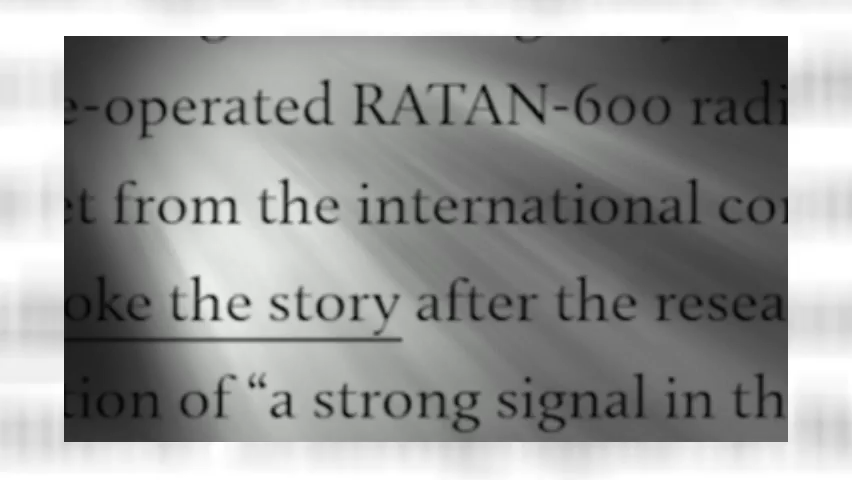 e-operated RATAN-600 radi
et from the international co
oke the story after the resea
tion of “a strong signal in th